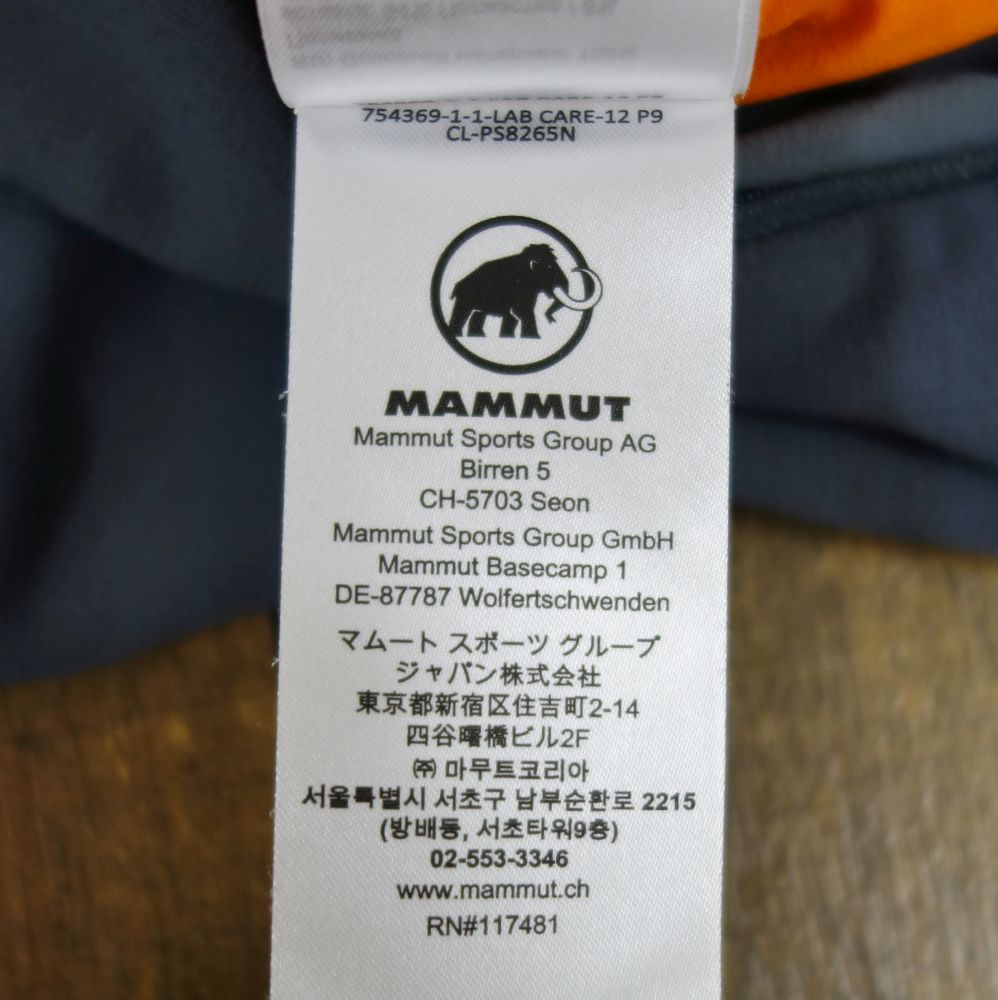 754369-1-1-LAB CARE-12 P9
CL-PS8265N
MAMMUT
Mammut Sports Group AG
Birren 5
CH-5703 Seon
Mammut Sports Group GmbH
Mammut Basecamp 1
DE-87787 Wolfertschwenden
マムート スポーツ グループ
ジャパン株式会社
東京都新宿区住吉町2-14
四谷曙橋ビル2F
㈜ 마무트코리아
서울특별시 서초구 남부순환로 2215
(방배동, 서초타워9층)
02-553-3346
www.mammut.ch
RN#117481